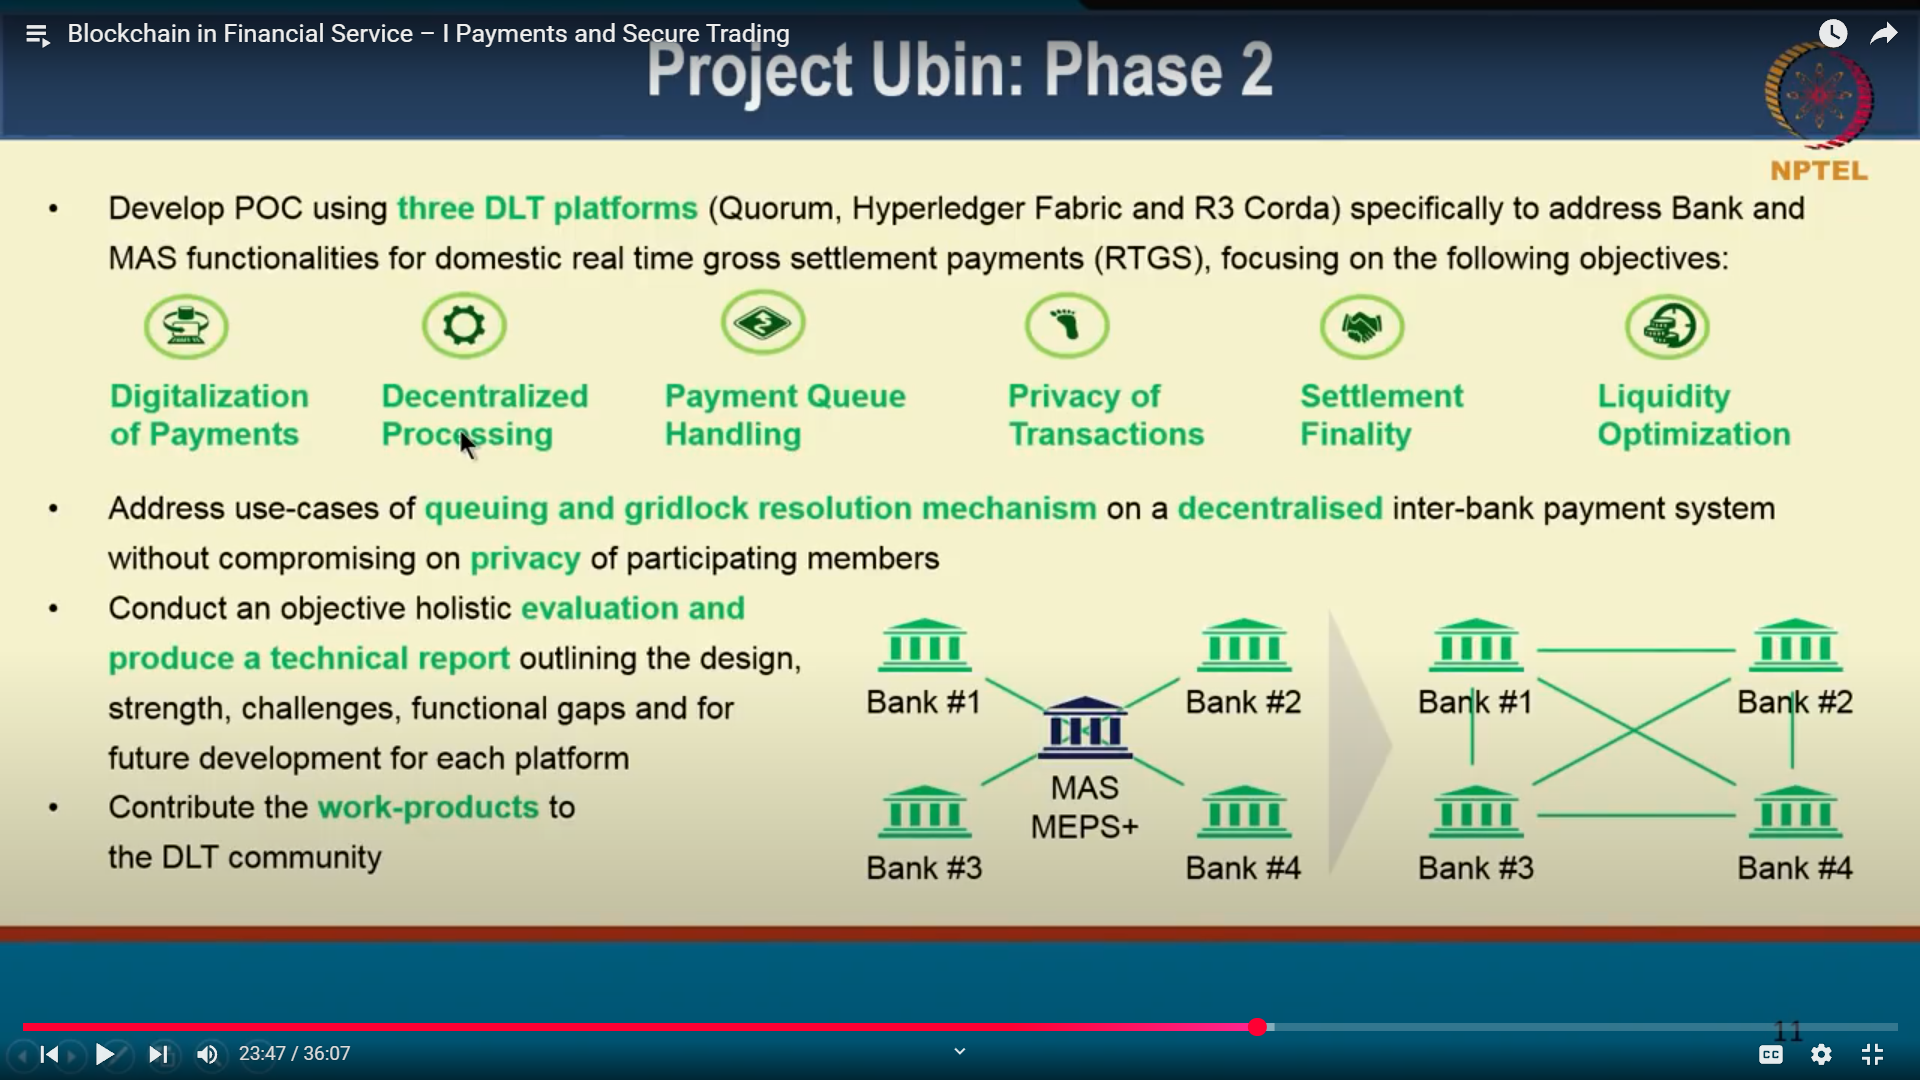 Blockchain in Financial Service – I Payments and Secure Trading
Project Ubin: Phase 2
NPTEL
• Develop POC using three DLT platforms (Quorum, Hyperledger Fabric and R3 Corda) specifically to address Bank and
MAS functionalities for domestic real time gross settlement payments (RTGS), focusing on the following objectives:
Digitalization
of Payments
Decentralized
Processing
Payment Queue
Handling
Privacy of
Transactions
Settlement
Finality
Liquidity
Optimization
• Address use-cases of queuing and gridlock resolution mechanism on a decentralised inter-bank payment system
without compromising on privacy of participating members
• Conduct an objective holistic evaluation and
produce a technical report outlining the design,
strength, challenges, functional gaps and for
future development for each platform
• Contribute the work-products to
the DLT community
Bank #1
Bank #2
MAS
MEPS+
Bank #3
Bank #4
Bank #1
Bank #2
Bank #3
Bank #4
11
23:47 / 36:07
CC